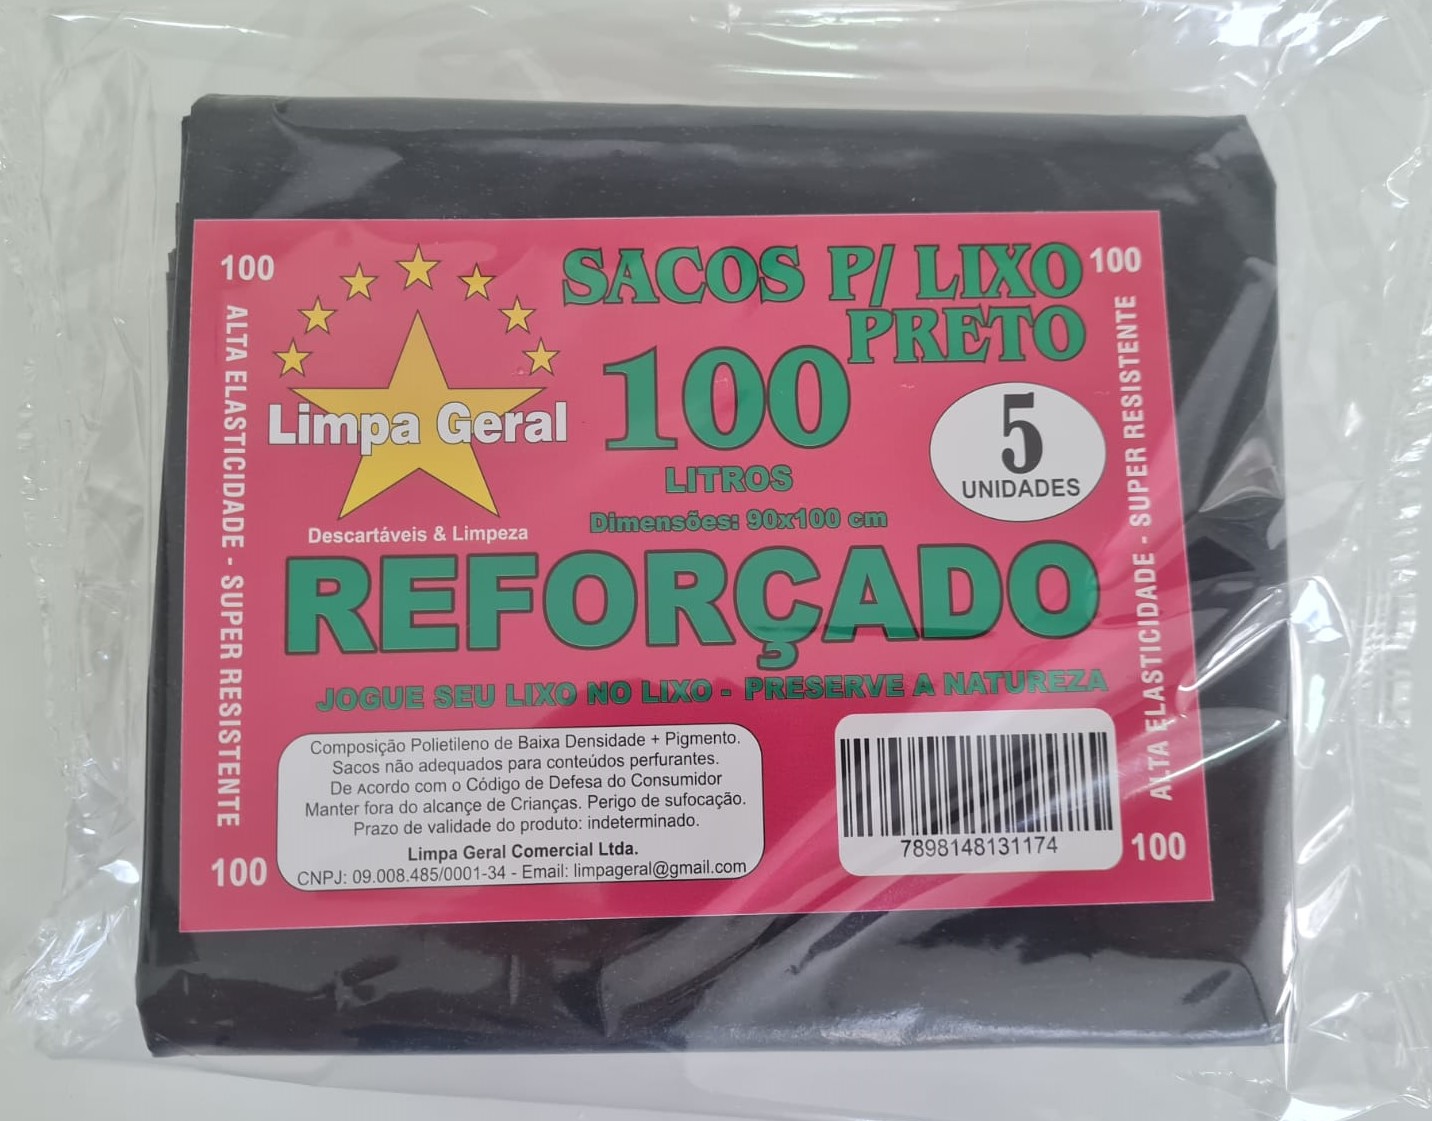 100
SACOS P/ LIXO
PRETO
100
100
LITROS
Dimensões: 90x100 cm
5
UNIDADES
Limpa Geral
Descartáveis & Limpeza
REFORÇADO
JOGUE SEU LIXO NO LIXO - PRESERVE A NATUREZA
ALTA ELASTICIDADE - SUPER RESISTENTE
ALTA ELASTICIDADE - SUPER RESISTENTE
Composição Polietileno de Baixa Densidade + Pigmento.
Sacos não adequados para conteúdos perfurantes.
De Acordo com o Código de Defesa do Consumidor
Manter fora do alcançe de Crianças. Perigo de sufocação.
Prazo de validade do produto: indeterminado.
Limpa Geral Comercial Ltda.
CNPJ: 09.008.485/0001-34 - Email: limpageral@gmail.com
7898148131174
100
100